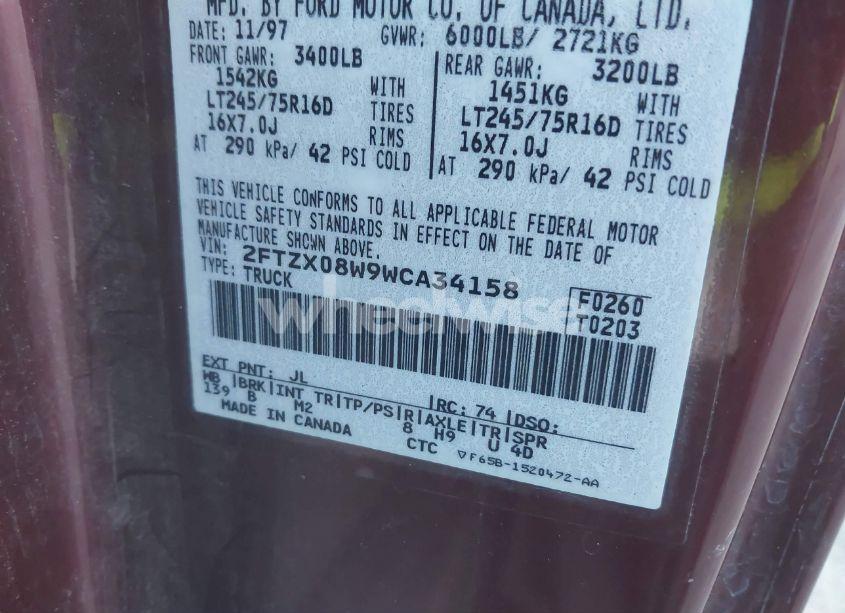 MFD. BY FORD MOTOR CO. OF CANADA, LTD.
DATE: 11/97 GVWR: 6000LB/ 2721KG
FRONT GAWR: 3400LB REAR GAWR: 3200LB
1542KG WITH 1451KG WITH
LT245/75R16D TIRES LT245/75R16D TIRES
16X7.0J RIMS 16X7.0J RIMS
AT 290 kPa/ 42 PSI COLD AT 290 kPa/ 42 PSI COLD
THIS VEHICLE CONFORMS TO ALL APPLICABLE FEDERAL MOTOR
VEHICLE SAFETY STANDARDS IN EFFECT ON THE DATE OF
MANUFACTURE SHOWN ABOVE.
VIN: 2FTZX08W9WCA34158 F0260
TYPE: TRUCK T0203
wheelwise
EXT PNT: JL RC: 74 DSO:
WB |BRK|INT TR|TP/PS|R|AXLE|TR|SPR
139 B M2 8 H9 U 4D
MADE IN CANADA CTC ▽F65B-1520472-AA